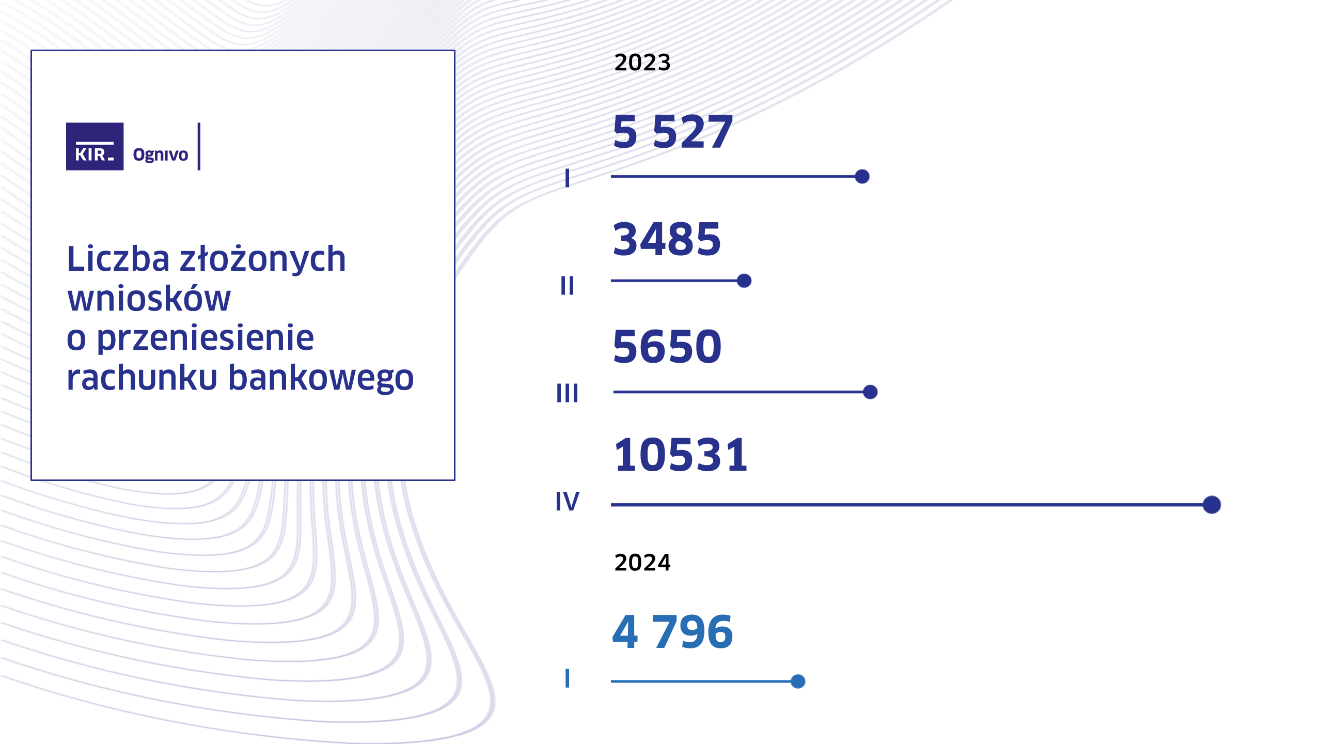 KIR
Ognivo
Liczba złożonych
wniosków
o przeniesienie
rachunku bankowego
2023
5 527
I
3485
II
5650
III
10531
IV
2024
4 796
I